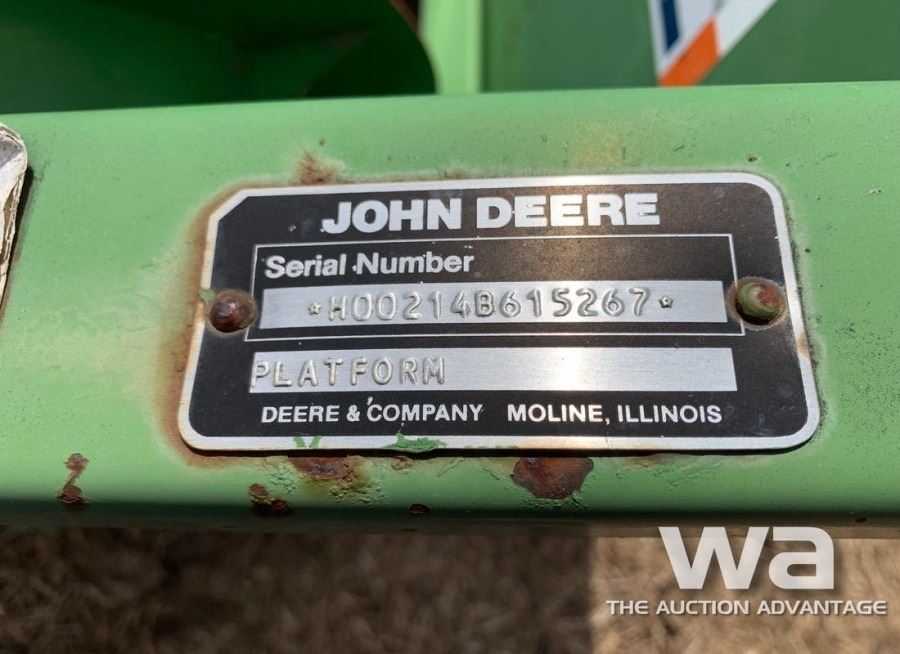 JOHN DEERE
Serial Number
*H00214B615267*
PLATFORM
DEERE & COMPANY MOLINE, ILLINOIS
wa
THE AUCTION ADVANTAGE